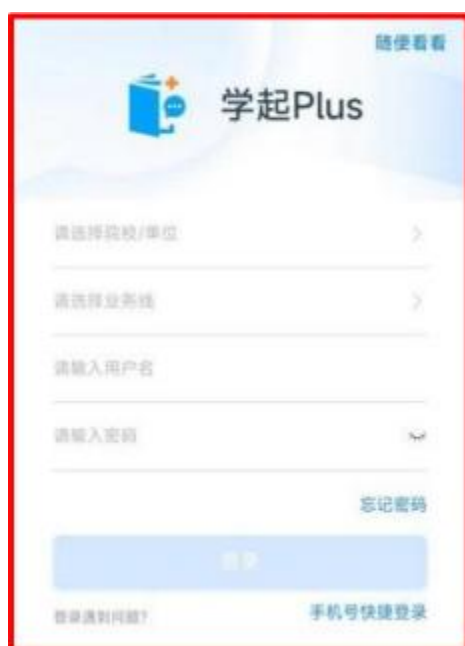 随便看看
学起Plus
请选择院校/单位
请选择业务线
请输入用户名
请输入密码
忘记密码
登录
登录遇到问题?
手机号快捷登录